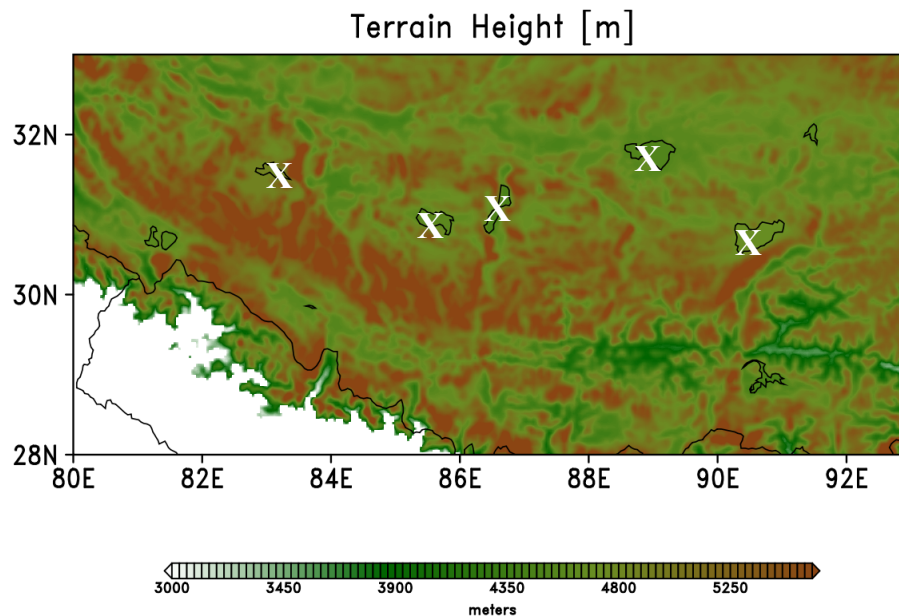 Terrain Height [m]
32N
30N
28N
80E 82E 84E 86E 88E 90E 92E
X X X X X
3000 3450 3900 4350 4800 5250
meters